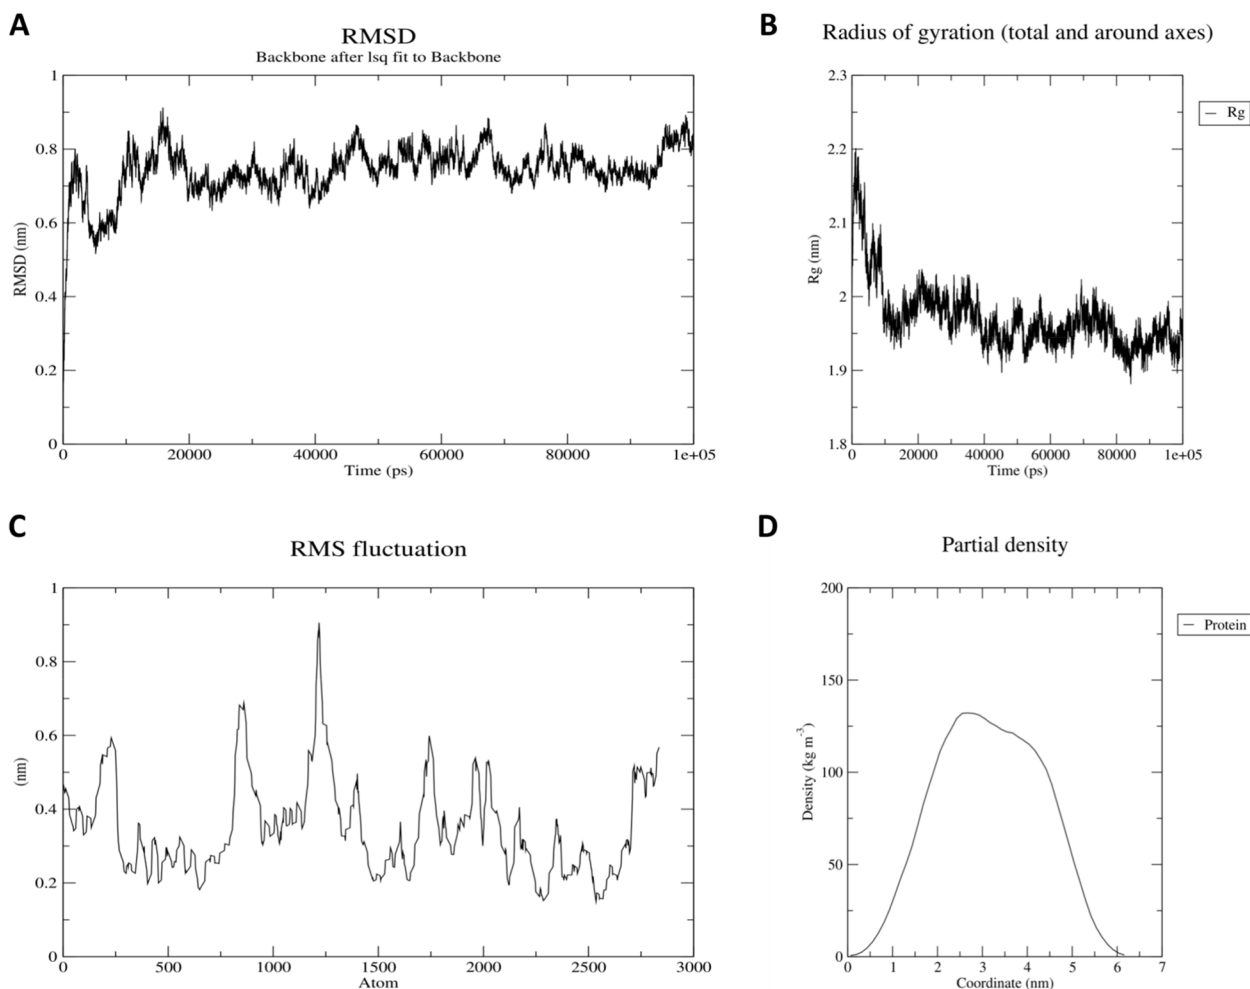 A
RMSD
Backbone after lsq fit to Backbone
1
0.8
0.6
0.4
0.2
0
RMSD (nm)
0 20000 40000 60000 80000 1e+05
Time (ps)
B
Radius of gyration (total and around axes)
2.3
2.2
2.1
2
1.9
1.8
Rg (nm)
Rg
0 20000 40000 60000 80000 1e+05
Time (ps)
C
RMS fluctuation
1
0.8
0.6
0.4
0.2
0
(nm)
0 500 1000 1500 2000 2500 3000
Atom
D
Partial density
200
150
100
50
0
Density (kg m⁻³)
Protein
0 1 2 3 4 5 6 7
Coordinate (nm)